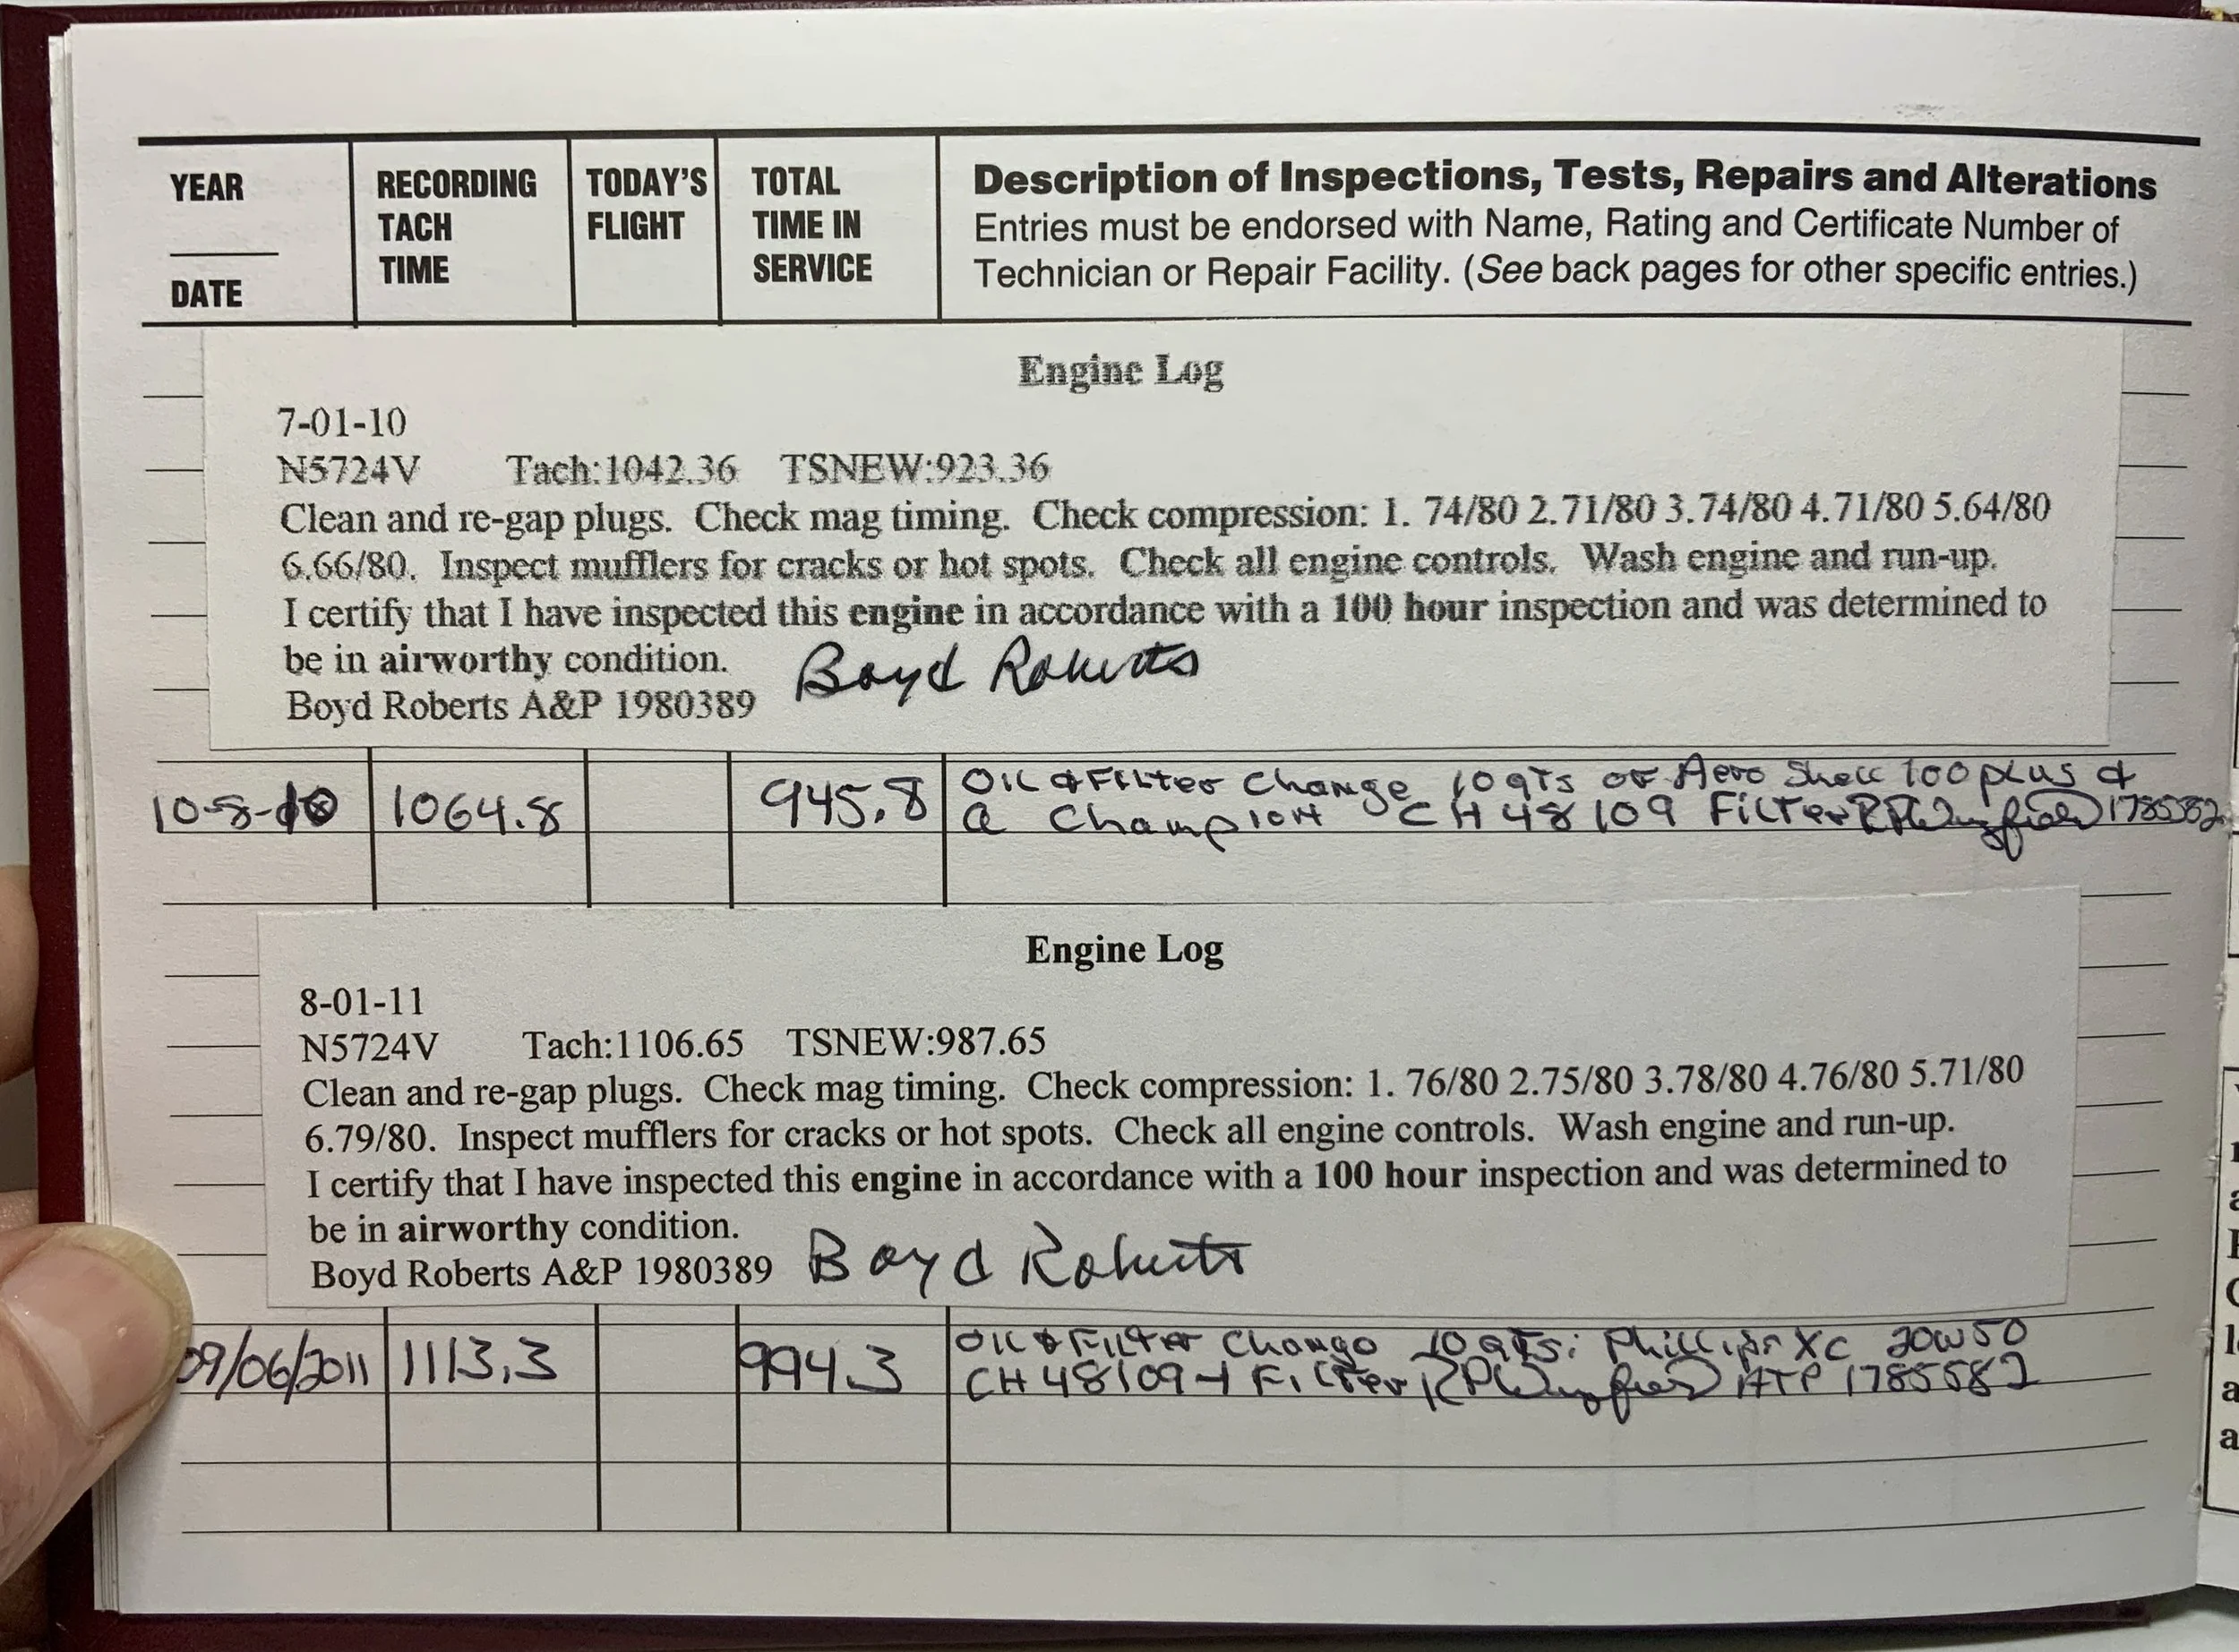 YEAR
DATE
RECORDING
TACH
TIME
TODAY'S
FLIGHT
TOTAL
TIME IN
SERVICE
Description of Inspections, Tests, Repairs and Alterations
Entries must be endorsed with Name, Rating and Certificate Number of
Technician or Repair Facility. (See back pages for other specific entries.)
Engine Log
7-01-10
N5724V Tach:1042.36 TSNEW:923.36
Clean and re-gap plugs. Check mag timing. Check compression: 1. 74/80 2.71/80 3.74/80 4.71/80 5.64/80
6.66/80. Inspect mufflers for cracks or hot spots. Check all engine controls. Wash engine and run-up.
I certify that I have inspected this engine in accordance with a 100 hour inspection and was determined to
be in airworthy condition. Boyd Roberts
Boyd Roberts A&P 1980389
10-8-10 1064.8 945.8
OIL & Filter Change 10 qTs OF Aero Shell 100 plus &
a Champion CH 48109 Filter 1785582
Engine Log
8-01-11
N5724V Tach:1106.65 TSNEW:987.65
Clean and re-gap plugs. Check mag timing. Check compression: 1. 76/80 2.75/80 3.78/80 4.76/80 5.71/80
6.79/80. Inspect mufflers for cracks or hot spots. Check all engine controls. Wash engine and run-up.
I certify that I have inspected this engine in accordance with a 100 hour inspection and was determined to
be in airworthy condition.
Boyd Roberts A&P 1980389 Boyd Roberts
09/06/2011 1113.3 994.3
OIL & Filter Change 10 qTs: Phillips XC 20W50
CH 48109-1 Filter ATP 1785582